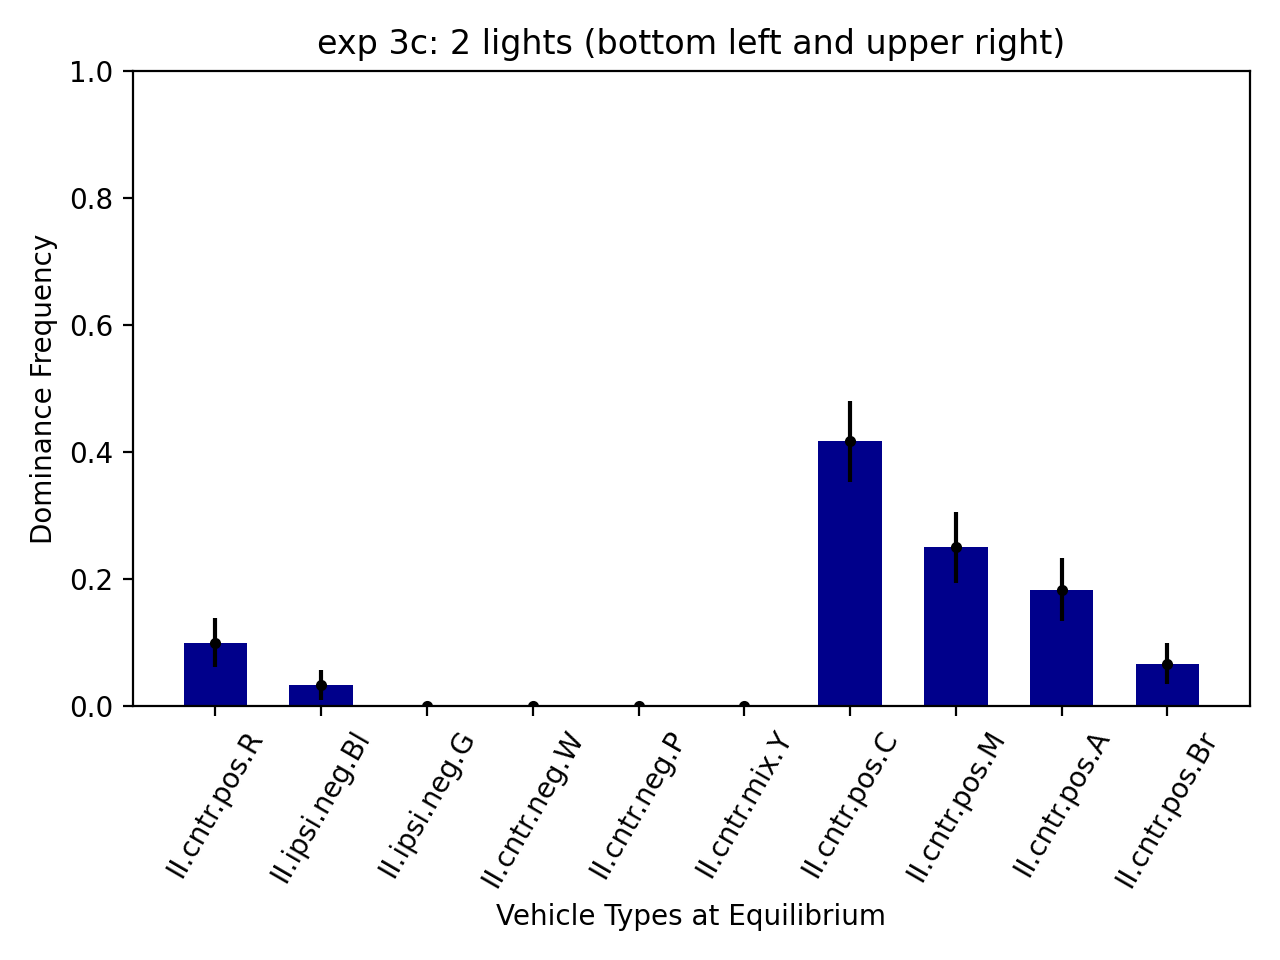 exp 3c: 2 lights (bottom left and upper right)
1.0
0.8
0.6
0.4
0.2
0.0
Dominance Frequency
II.cntr.pos.R
II.ipsi.neg.Bl
II.ipsi.neg.G
II.cntr.neg.W
II.cntr.neg.P
II.cntr.mix.Y
II.cntr.pos.C
II.cntr.pos.M
II.cntr.pos.A
II.cntr.pos.Br
Vehicle Types at Equilibrium